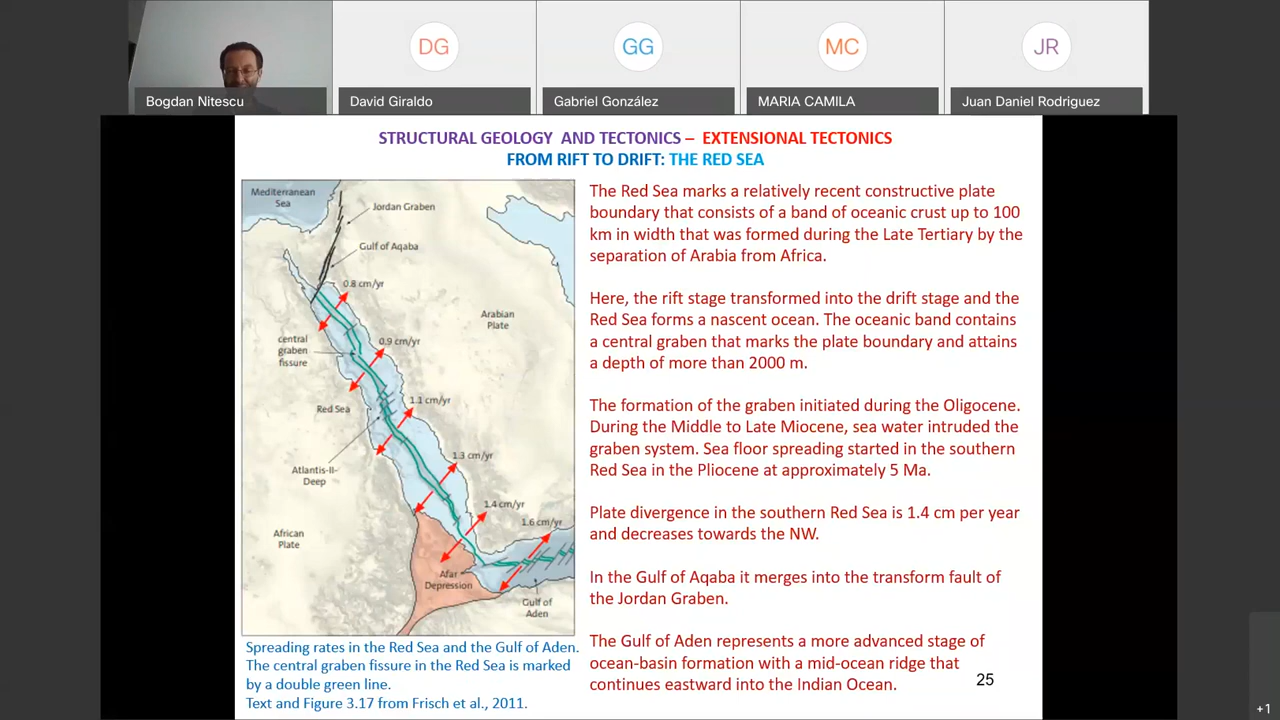 DG
GG
MC
JR
Bogdan Nitescu
David Giraldo
Gabriel González
MARIA CAMILA
Juan Daniel Rodriguez
STRUCTURAL GEOLOGY AND TECTONICS – EXTENSIONAL TECTONICS
FROM RIFT TO DRIFT: THE RED SEA
Mediterranean
Sea
Jordan Graben
Gulf of Aqaba
0.8 cm/yr
Arabian
Plate
central
graben
fissure
0.9 cm/yr
Red Sea
1.1 cm/yr
Atlantis-II-
Deep
1.3 cm/yr
1.4 cm/yr
1.6 cm/yr
African
Plate
Afar
Depression
Gulf of
Aden
Spreading rates in the Red Sea and the Gulf of Aden.
The central graben fissure in the Red Sea is marked
by a double green line.
Text and Figure 3.17 from Frisch et al., 2011.
The Red Sea marks a relatively recent constructive plate
boundary that consists of a band of oceanic crust up to 100
km in width that was formed during the Late Tertiary by the
separation of Arabia from Africa.
Here, the rift stage transformed into the drift stage and the
Red Sea forms a nascent ocean. The oceanic band contains
a central graben that marks the plate boundary and attains
a depth of more than 2000 m.
The formation of the graben initiated during the Oligocene.
During the Middle to Late Miocene, sea water intruded the
graben system. Sea floor spreading started in the southern
Red Sea in the Pliocene at approximately 5 Ma.
Plate divergence in the southern Red Sea is 1.4 cm per year
and decreases towards the NW.
In the Gulf of Aqaba it merges into the transform fault of
the Jordan Graben.
The Gulf of Aden represents a more advanced stage of
ocean-basin formation with a mid-ocean ridge that
continues eastward into the Indian Ocean.
25
+1